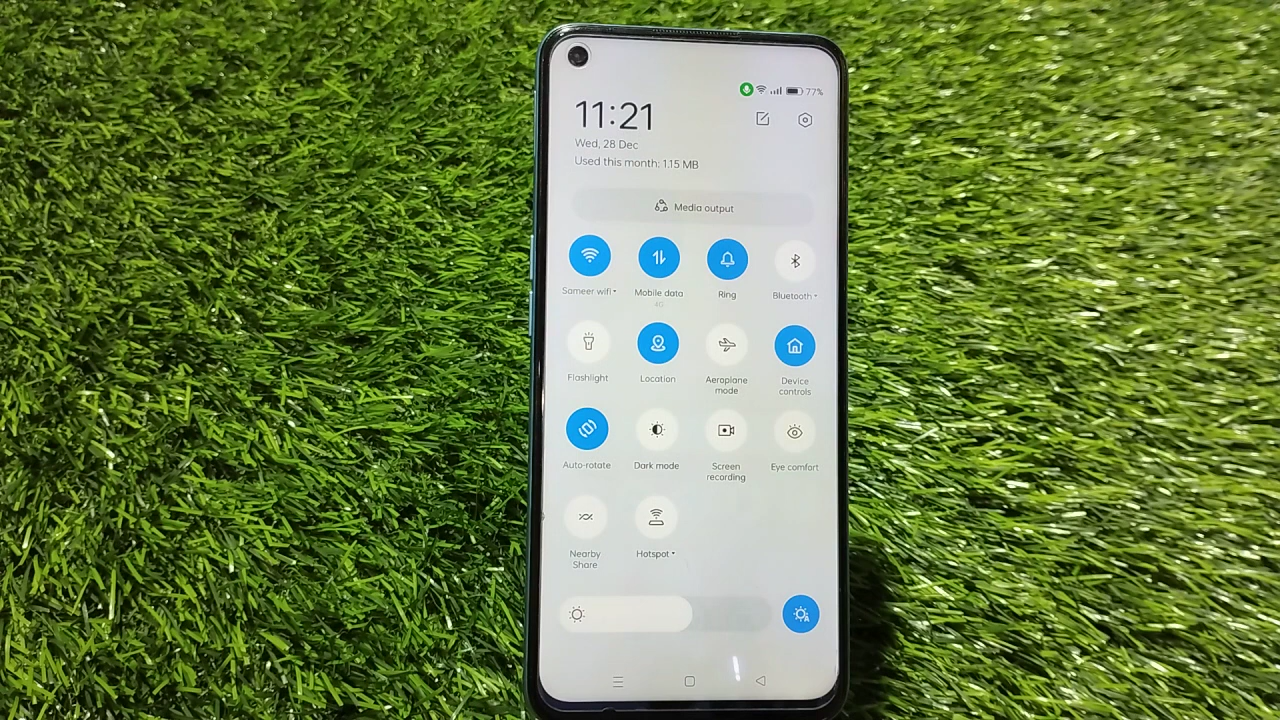 77%
11:21
Wed, 28 Dec
Used this month: 1.15 MB
Media output
Sameer wifi
Mobile data
4G
Ring
Bluetooth
Flashlight
Location
Aeroplane
mode
Device
controls
Auto-rotate
Dark mode
Screen
recording
Eye comfort
Nearby
Share
Hotspot
A